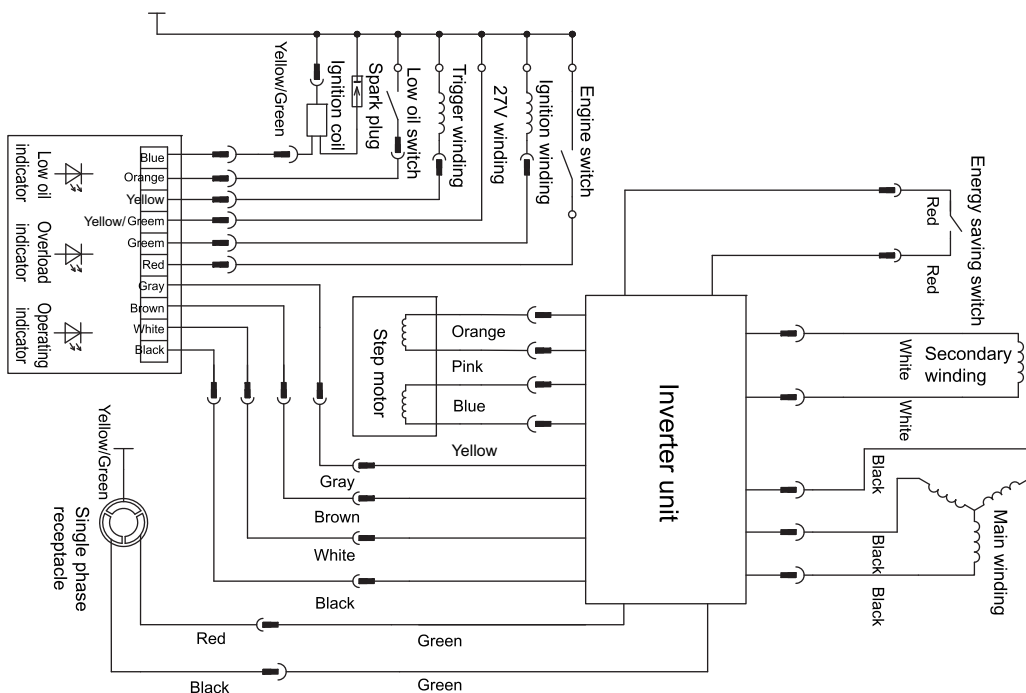 Yellow/Green
Ignition coil
Spark plug
Low oil switch
Trigger winding
27V winding
Ignition winding
Engine switch
Low oil
indicator
Overload
indicator
Operating
indicator
Blue
Orange
Yellow
Yellow/Greem
Greem
Red
Gray
Brown
White
Black
Step motor
Orange
Pink
Blue
Yellow
Inverter unit
Red
Red
Energy saving switch
White
Secondary
winding
White
Black
Black
Black
Main winding
Yellow/Green
Single phase
receptacle
Gray
Brown
White
Black
Red
Green
Black
Green